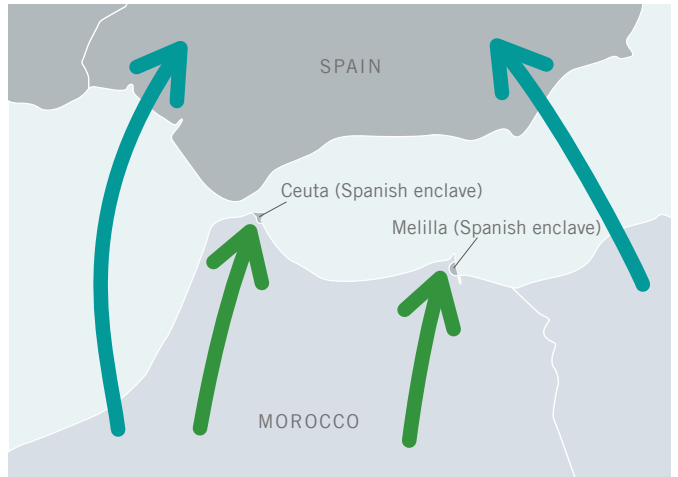 SPAIN
Ceuta (Spanish enclave)
Melilla (Spanish enclave)
MOROCCO